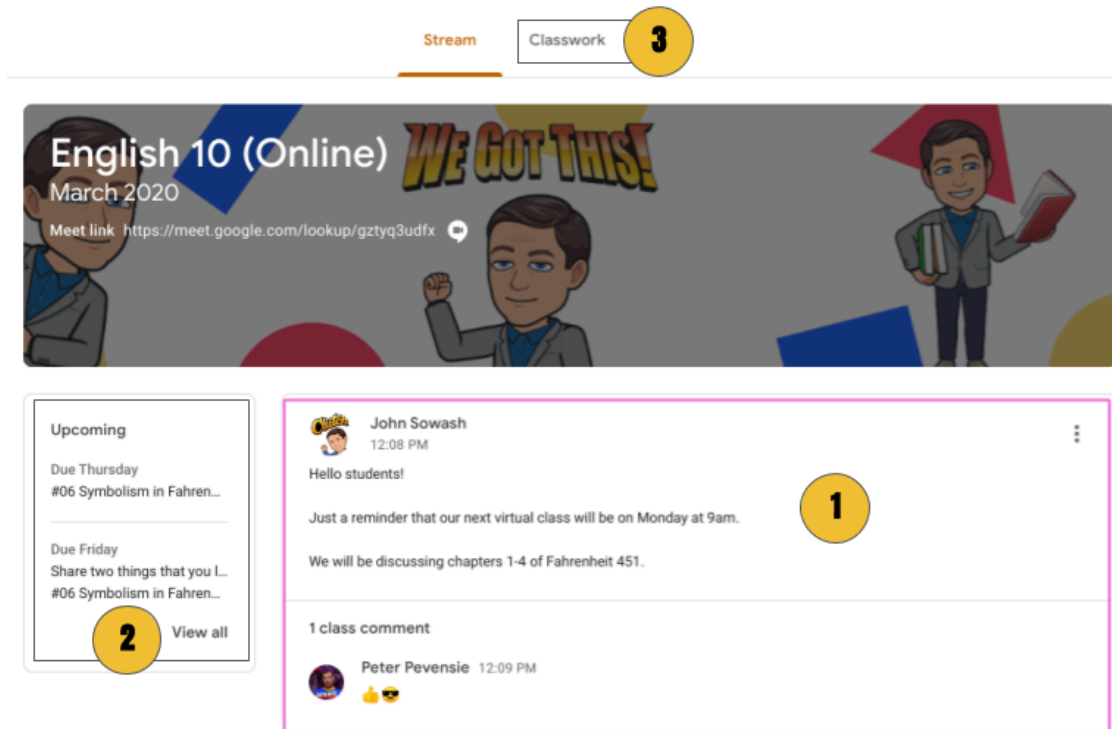 Stream Classwork 3
English 10 (Online) WE GOT THIS!
March 2020
Meet link https://meet.google.com/lookup/gztyq3udfx
Upcoming
Due Thursday
#06 Symbolism in Fahren...
Due Friday
Share two things that you l...
#06 Symbolism in Fahren...
2 View all
Clutch John Sowash
12:08 PM
Hello students!
Just a reminder that our next virtual class will be on Monday at 9am.
1
We will be discussing chapters 1-4 of Fahrenheit 451.
1 class comment
Peter Pevensie 12:09 PM
👍😎